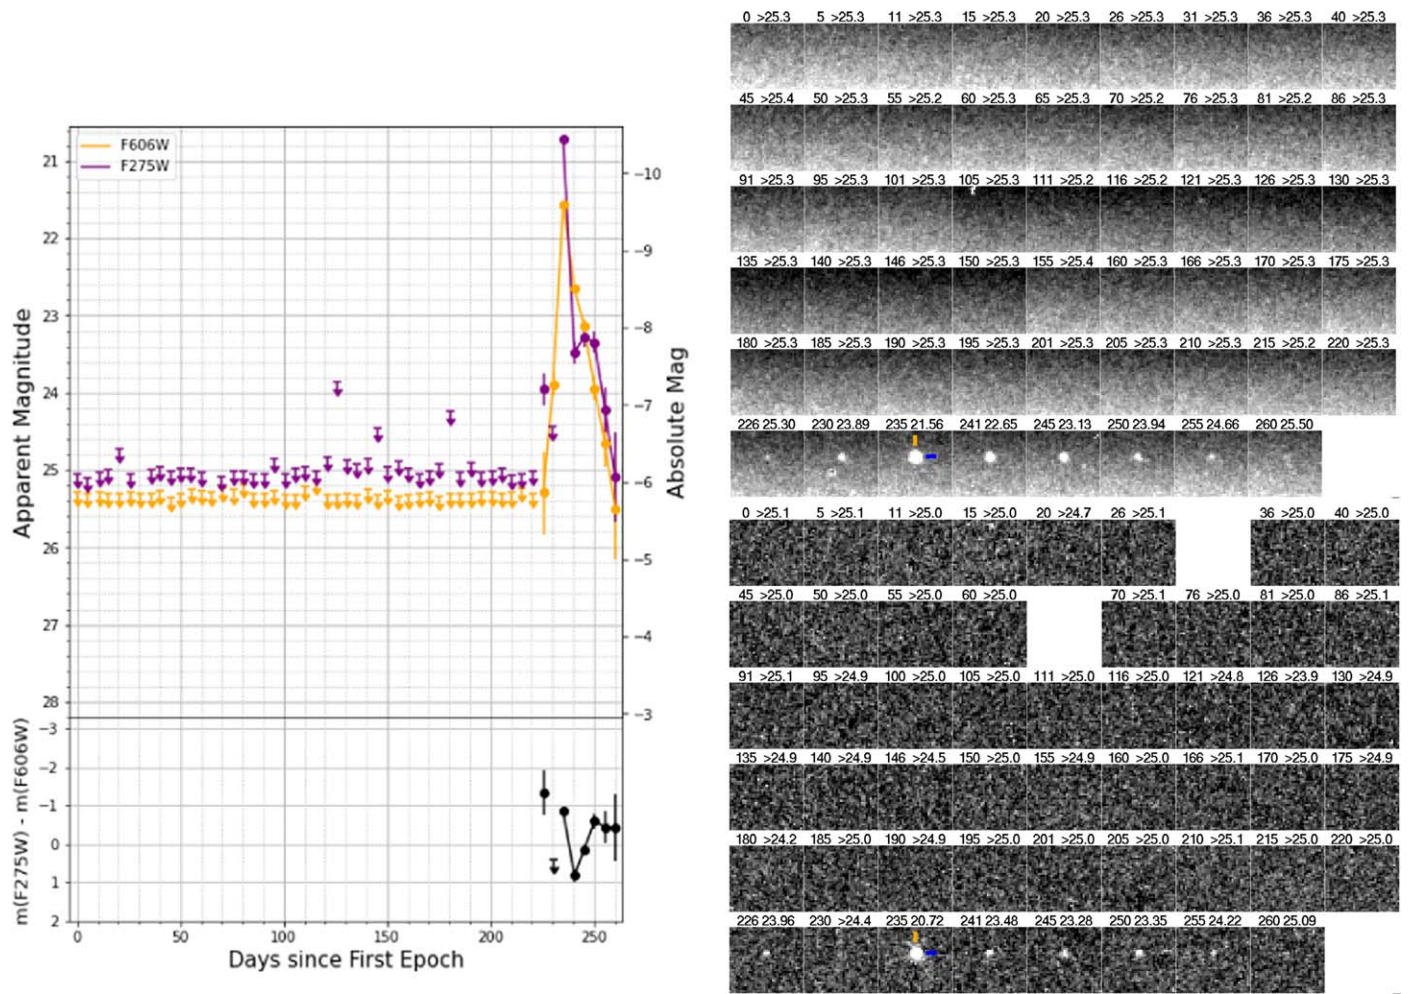 F606W
F275W
21
22
23
24
25
26
27
28
−10
−9
−8
−7
−6
−5
−4
−3
Apparent Magnitude
Absolute Mag
−3
−2
−1
0
1
2
m(F275W) - m(F606W)
0 50 100 150 200 250
Days since First Epoch
0 >25.3 5 >25.3 11 >25.3 15 >25.3 20 >25.3 26 >25.3 31 >25.3 36 >25.3 40 >25.3
45 >25.4 50 >25.3 55 >25.2 60 >25.3 65 >25.3 70 >25.2 76 >25.3 81 >25.2 86 >25.3
91 >25.3 95 >25.3 101 >25.3 105 >25.3 111 >25.2 116 >25.2 121 >25.3 126 >25.3 130 >25.3
135 >25.3 140 >25.3 146 >25.3 150 >25.3 155 >25.4 160 >25.3 166 >25.3 170 >25.3 175 >25.3
180 >25.3 185 >25.3 190 >25.3 195 >25.3 201 >25.3 205 >25.3 210 >25.3 215 >25.2 220 >25.3
226 25.30 230 23.89 235 21.56 241 22.65 245 23.13 250 23.94 255 24.66 260 25.50
0 >25.1 5 >25.1 11 >25.0 15 >25.0 20 >24.7 26 >25.1 36 >25.0 40 >25.0
45 >25.0 50 >25.0 55 >25.0 60 >25.0 70 >25.1 76 >25.0 81 >25.0 86 >25.1
91 >25.1 95 >24.9 100 >25.0 105 >25.0 111 >25.0 116 >25.0 121 >24.8 126 >23.9 130 >24.9
135 >24.9 140 >24.9 146 >24.5 150 >25.0 155 >24.9 160 >25.0 166 >25.1 170 >25.0 175 >24.9
180 >24.2 185 >25.0 190 >24.9 195 >25.0 201 >25.0 205 >25.0 210 >25.1 215 >25.0 220 >25.0
226 23.96 230 >24.4 235 20.72 241 23.48 245 23.28 250 23.35 255 24.22 260 25.09